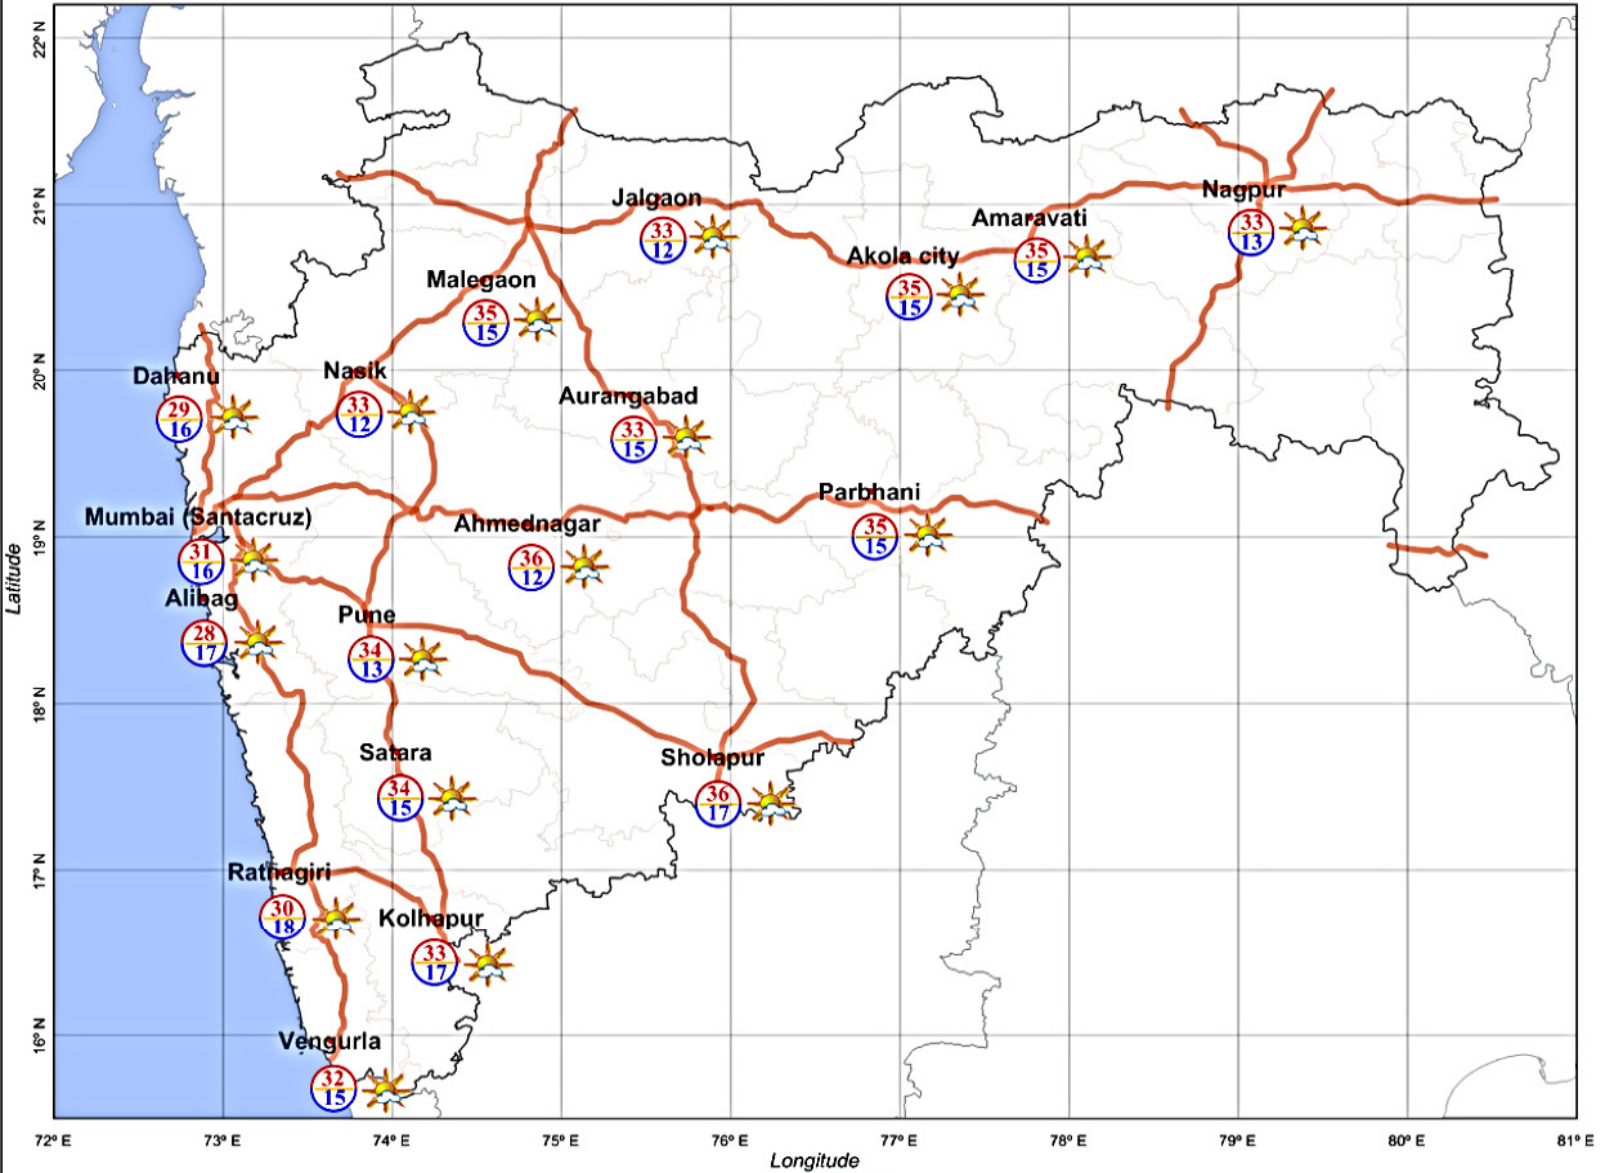 22° N
21° N
Jalgaon
33
12
Nagpur
33
13
Amaravati
35
15
Akola city
35
15
Malegaon
35
15
20° N
Dahanu
29
16
Nasik
33
12
Aurangabad
33
15
Parbhani
35
15
19° N
Mumbai (Santacruz)
31
16
Ahmednagar
36
12
Latitude
Alibag
28
17
Pune
34
13
18° N
Satara
34
15
Sholapur
36
17
17° N
Ratnagiri
30
18
Kolhapur
33
17
16° N
Vengurla
32
15
72° E 73° E 74° E 75° E 76° E 77° E 78° E 79° E 80° E 81° E
Longitude